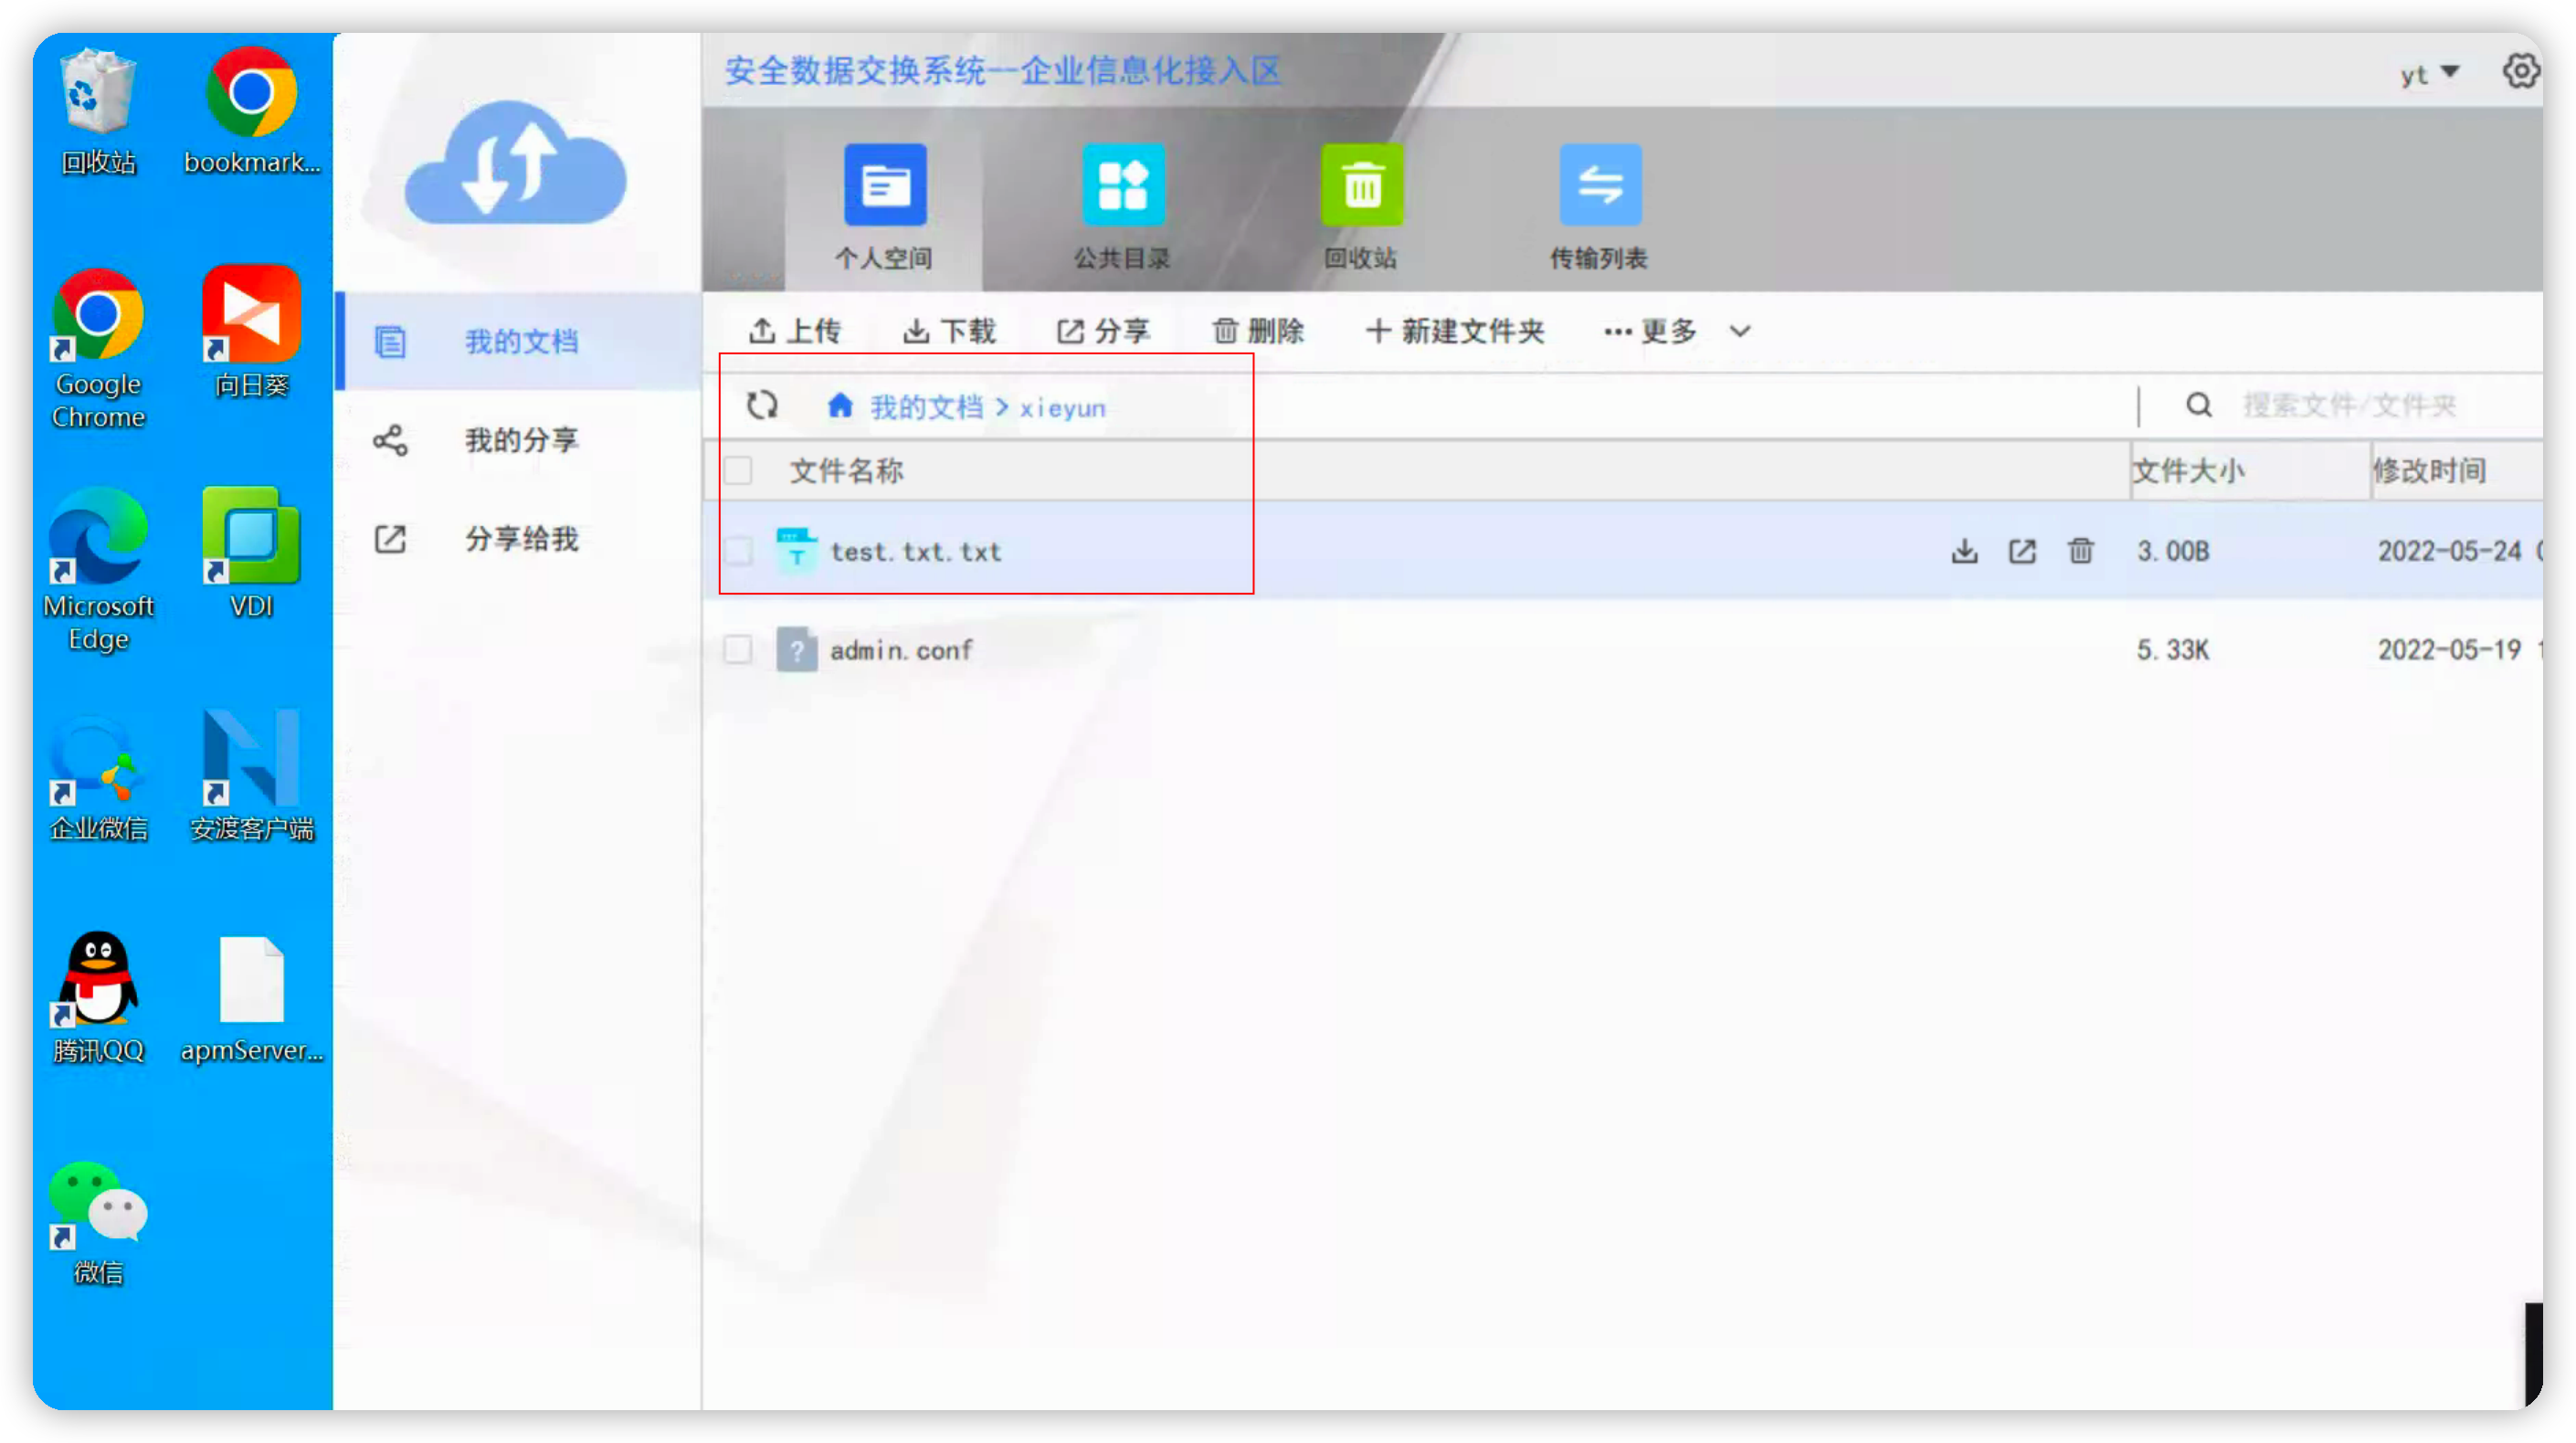 回收站
bookmark...
Google
Chrome
向日葵
Microsoft
Edge
VDI
企业微信
安渡客户端
腾讯QQ
apmServer...
微信
我的文档
我的分享
分享给我
安全数据交换系统—企业信息化接入区
yt
个人空间
公共目录
回收站
传输列表
上传
下载
分享
删除
新建文件夹
更多
我的文档 > xieyun
搜索文件/文件夹
文件名称
文件大小
修改时间
test.txt.txt
3.00B
2022-05-24
admin.conf
5.33K
2022-05-19